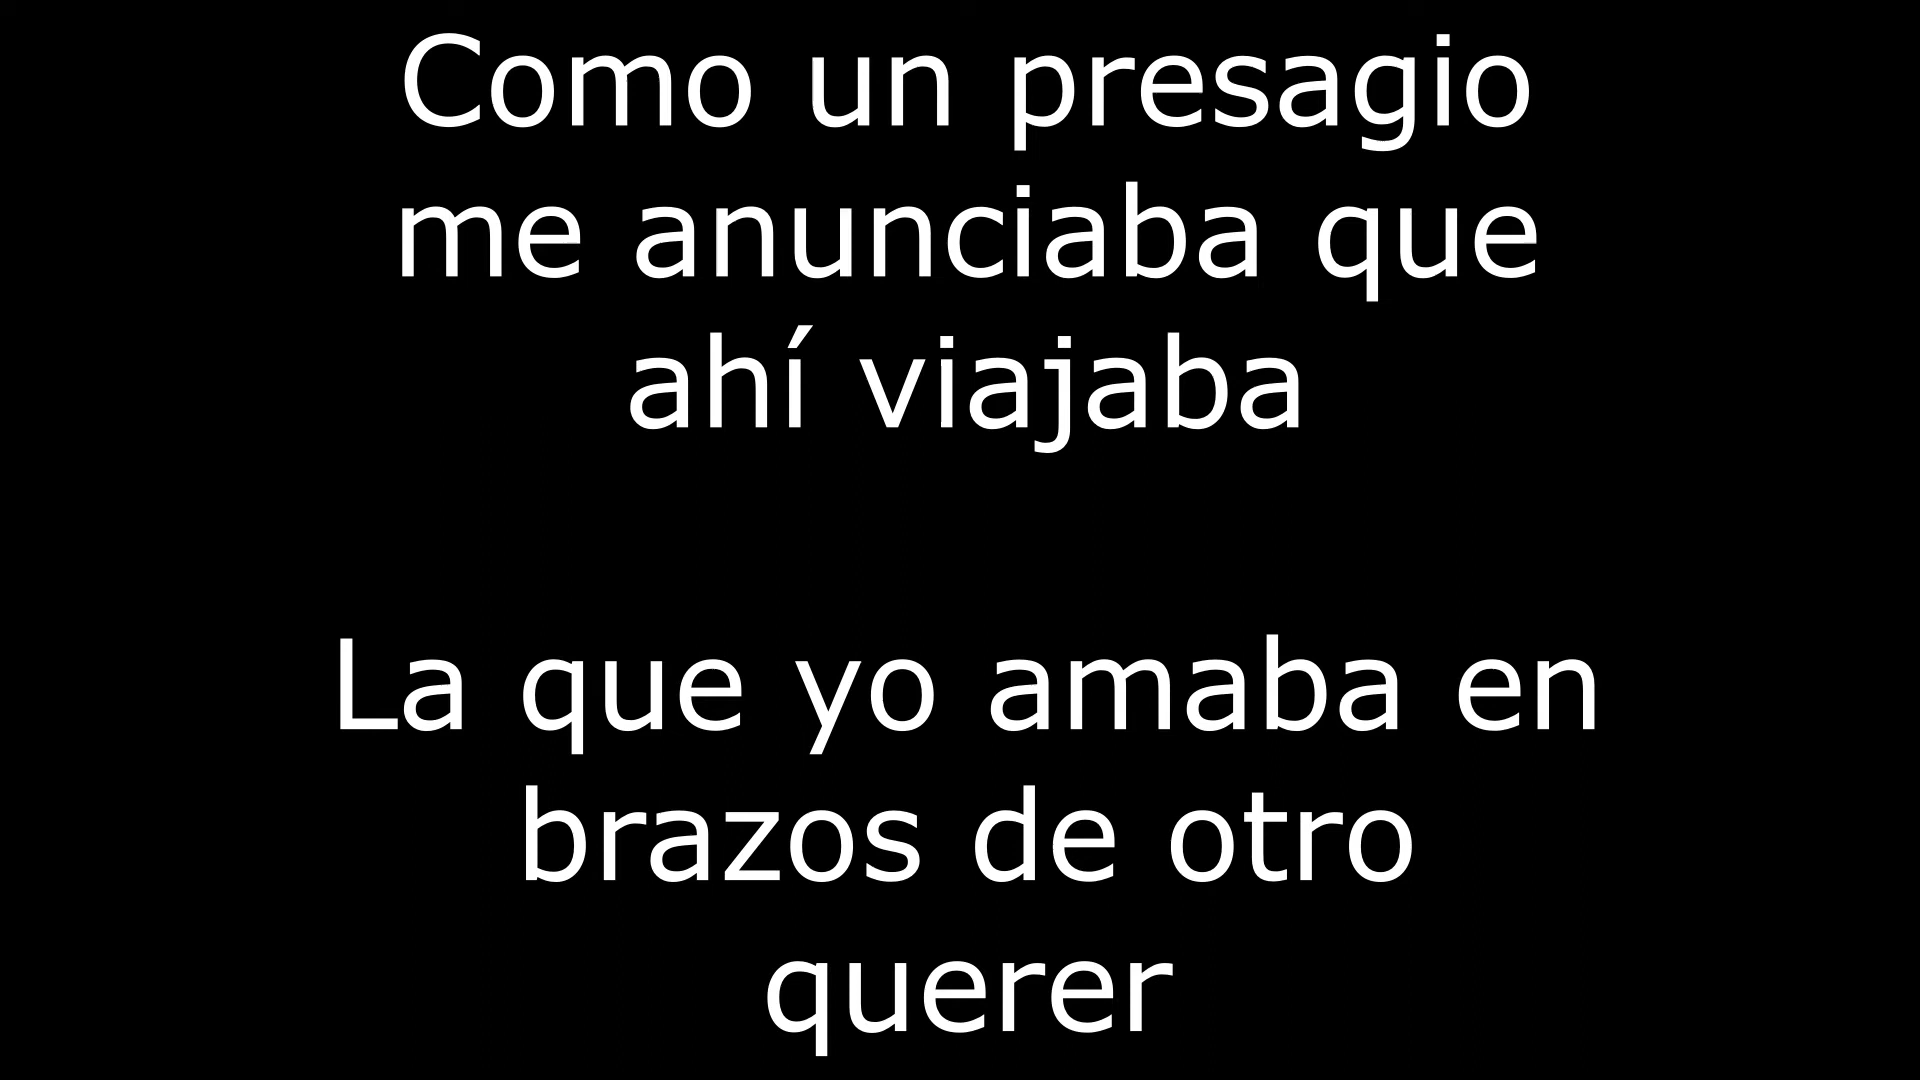 Como un presagio
me anunciaba que
ahí viajaba
La que yo amaba en
brazos de otro
querer